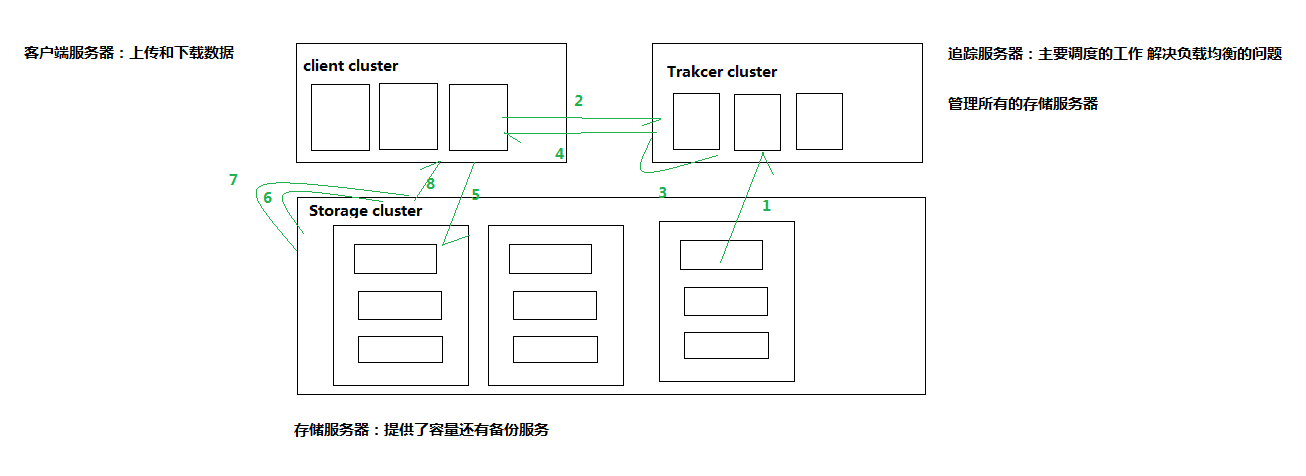 客户端服务器：上传和下载数据
client cluster
Trakcer cluster
追踪服务器：主要调度的工作 解决负载均衡的问题
管理所有的存储服务器
2
4
3
7
6
8
5
1
Storage cluster
存储服务器：提供了容量还有备份服务